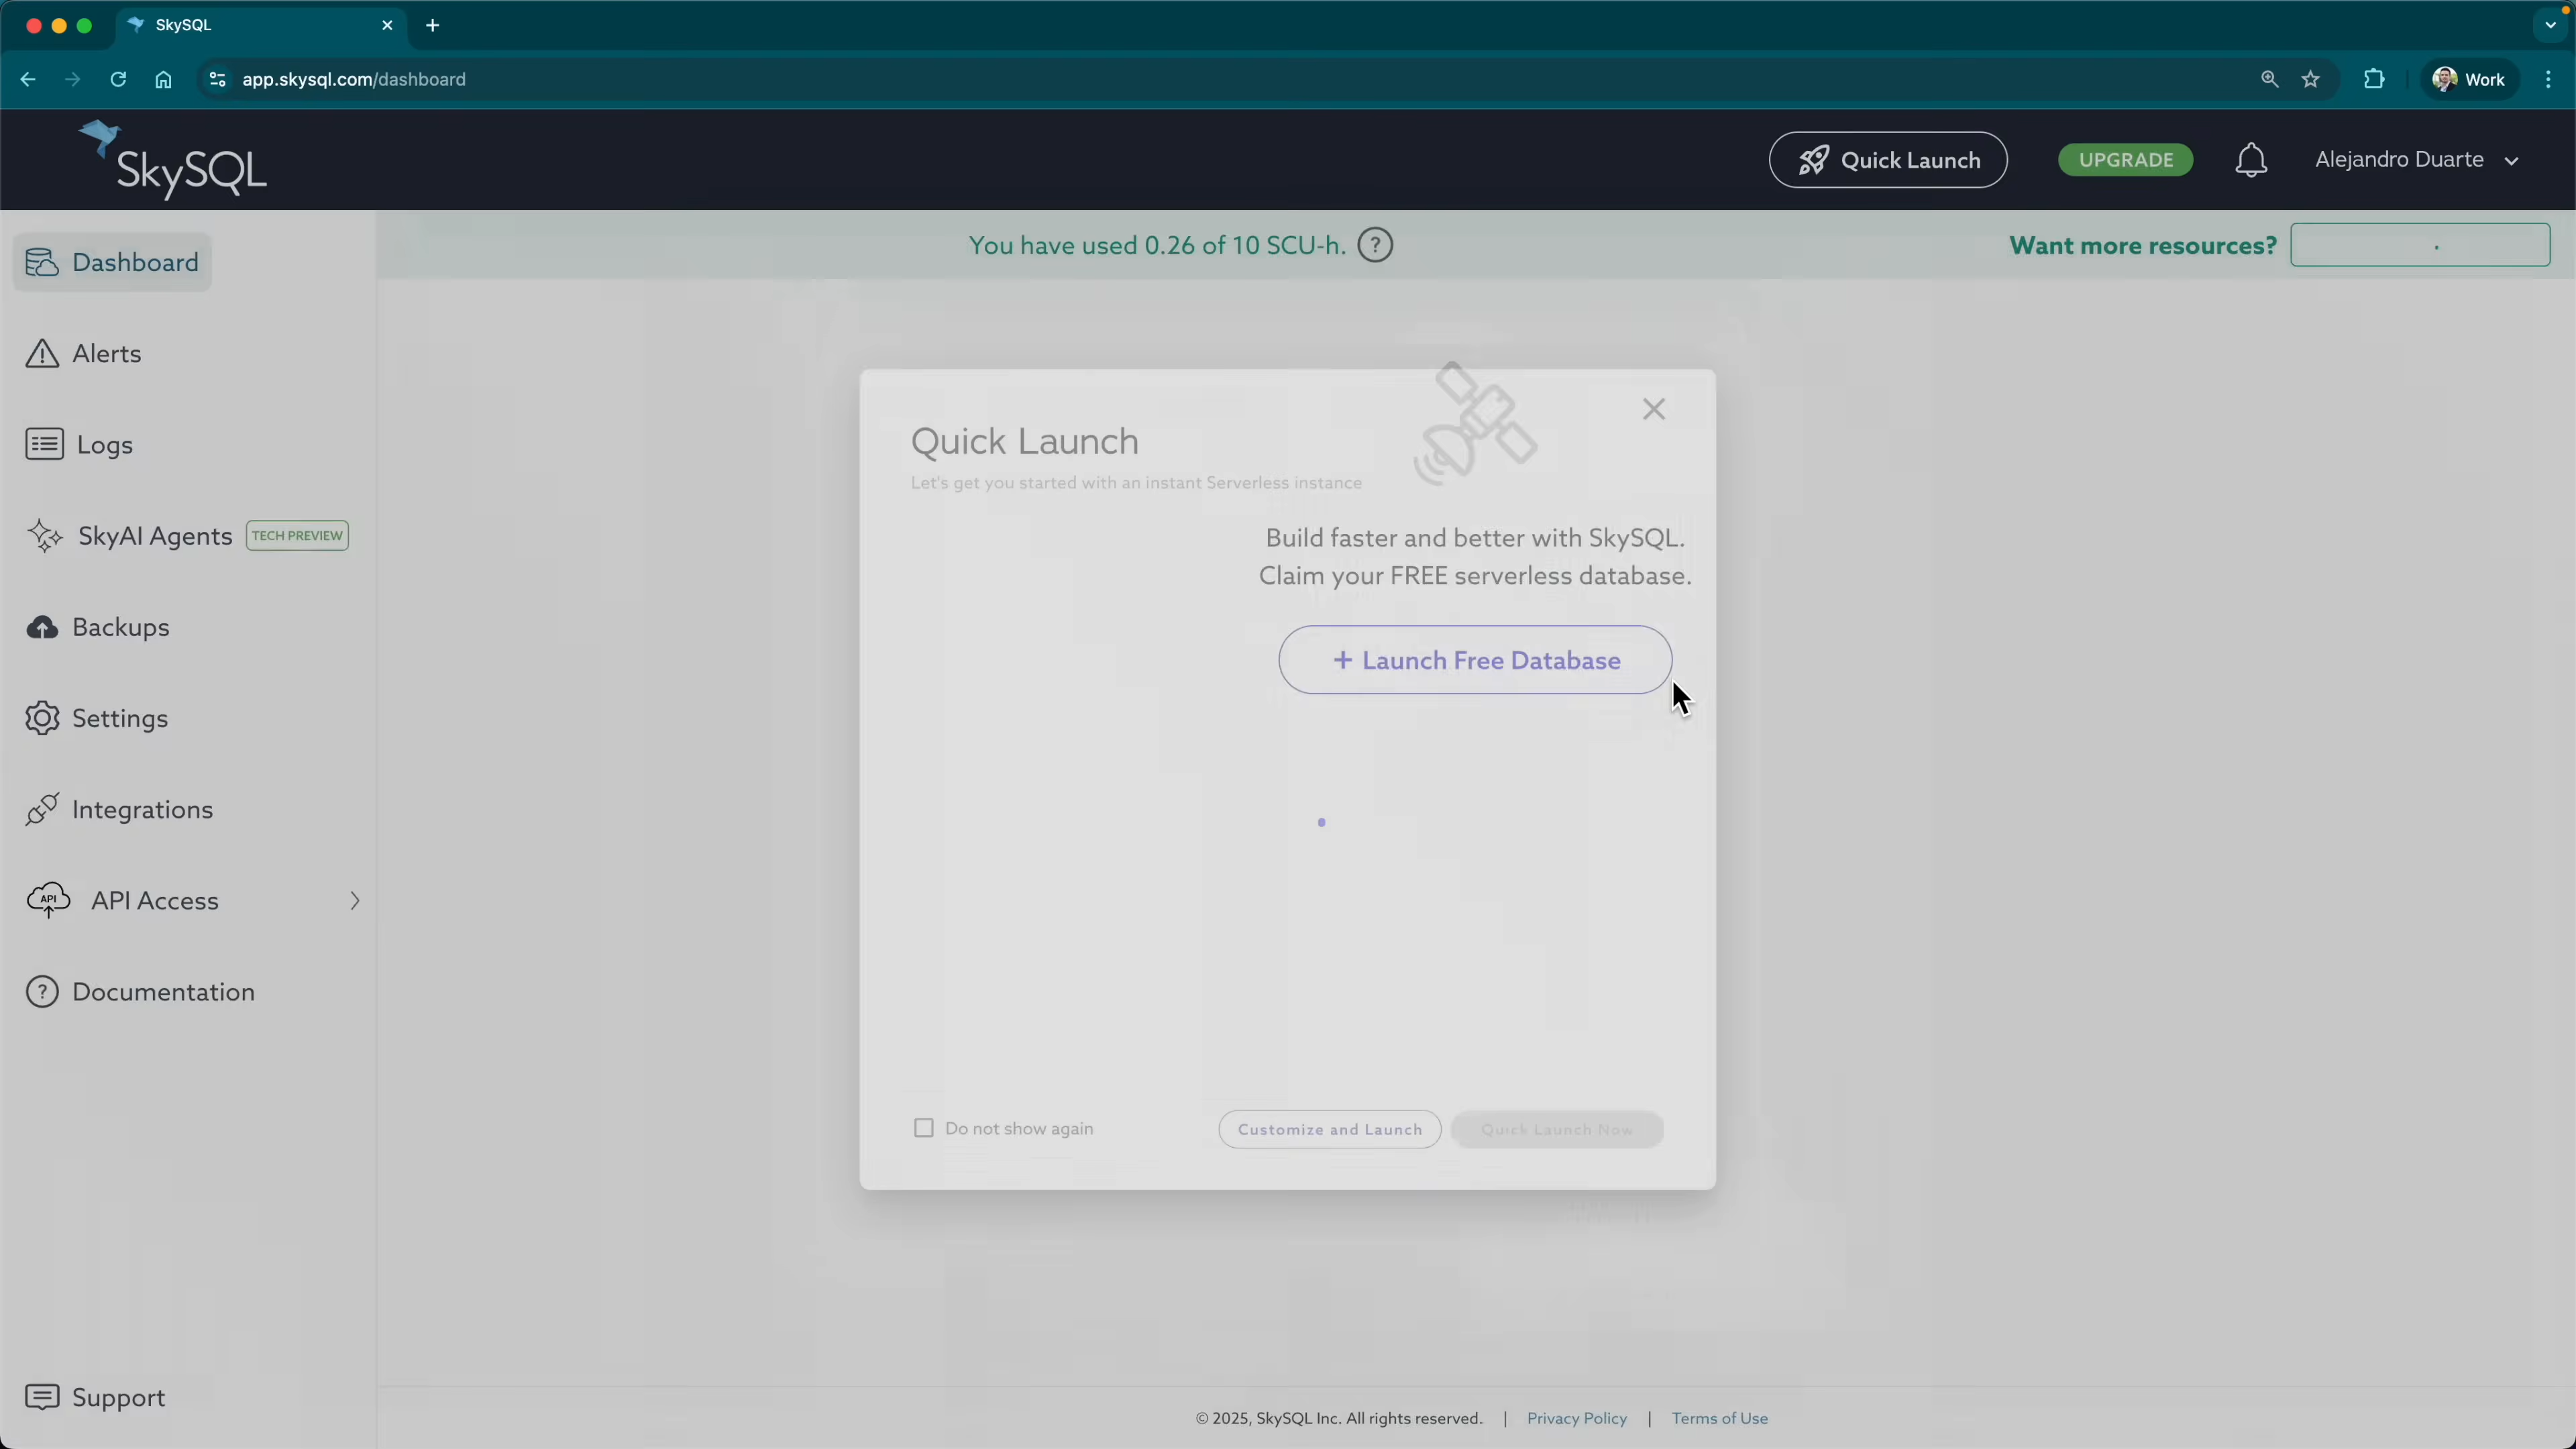 SkySQL
app.skysql.com/dashboard
Work
SkySQL
Quick Launch
UPGRADE
Alejandro Duarte
You have used 0.26 of 10 SCU-h.
?
Want more resources?
Dashboard
Alerts
Logs
SkyAI Agents
TECH PREVIEW
Backups
Settings
Integrations
API
API Access
?
Documentation
Support
Quick Launch
Let's get you started with an instant Serverless instance
Build faster and better with SkySQL.
Claim your FREE serverless database.
+ Launch Free Database
Do not show again
Customize and Launch
Quick Launch Now
© 2025, SkySQL Inc. All rights reserved. | Privacy Policy | Terms of Use